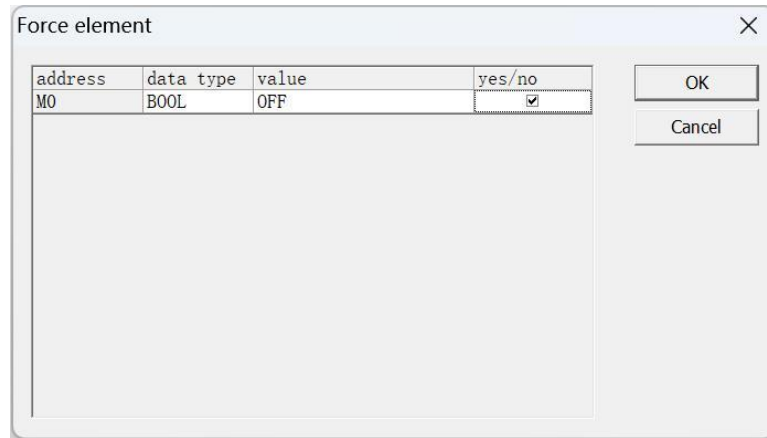 Force element
address data type value yes/no
M0 BOOL OFF
OK
Cancel